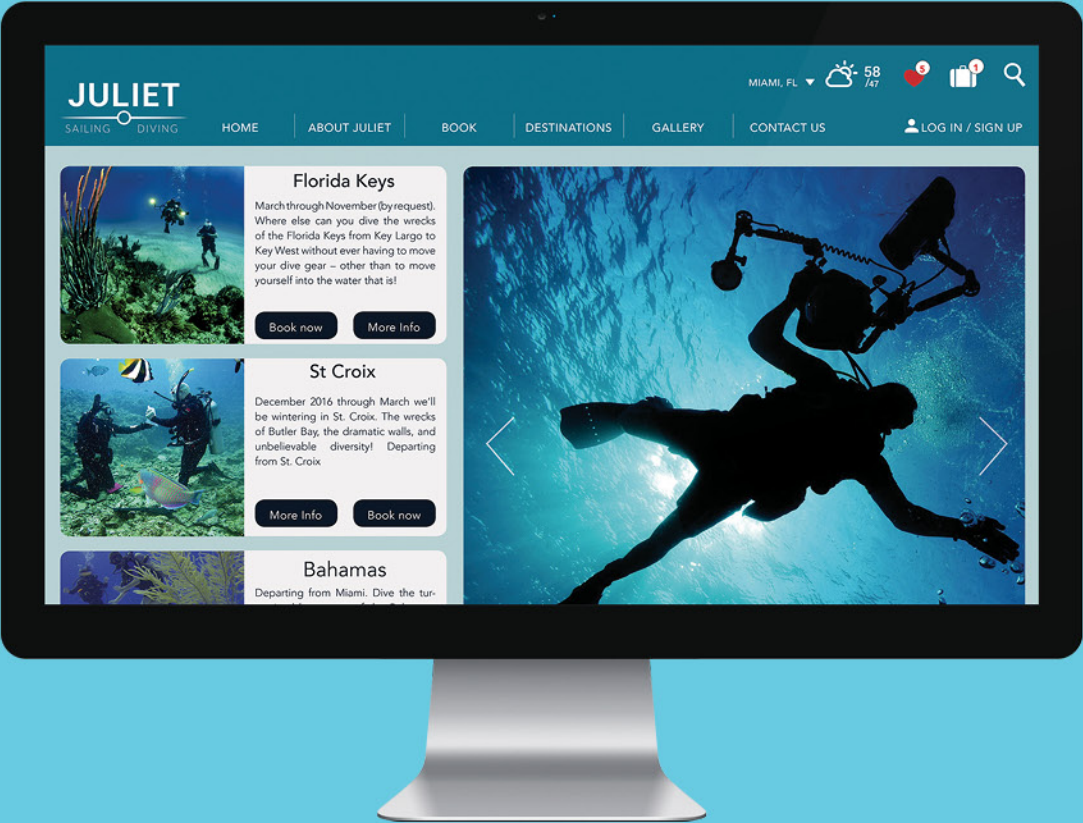 MIAMI, FL
58
/47
5
1
JULIET
SAILING DIVING
HOME
ABOUT JULIET
BOOK
DESTINATIONS
GALLERY
CONTACT US
LOG IN / SIGN UP
Florida Keys
March through November (by request).
Where else can you dive the wrecks
of the Florida Keys from Key Largo to
Key West without ever having to move
your dive gear – other than to move
yourself into the water that is!
Book now
More Info
St Croix
December 2016 through March we'll
be wintering in St. Croix. The wrecks
of Butler Bay, the dramatic walls, and
unbelievable diversity! Departing
from St. Croix
More Info
Book now
Bahamas
Departing from Miami. Dive the tur-